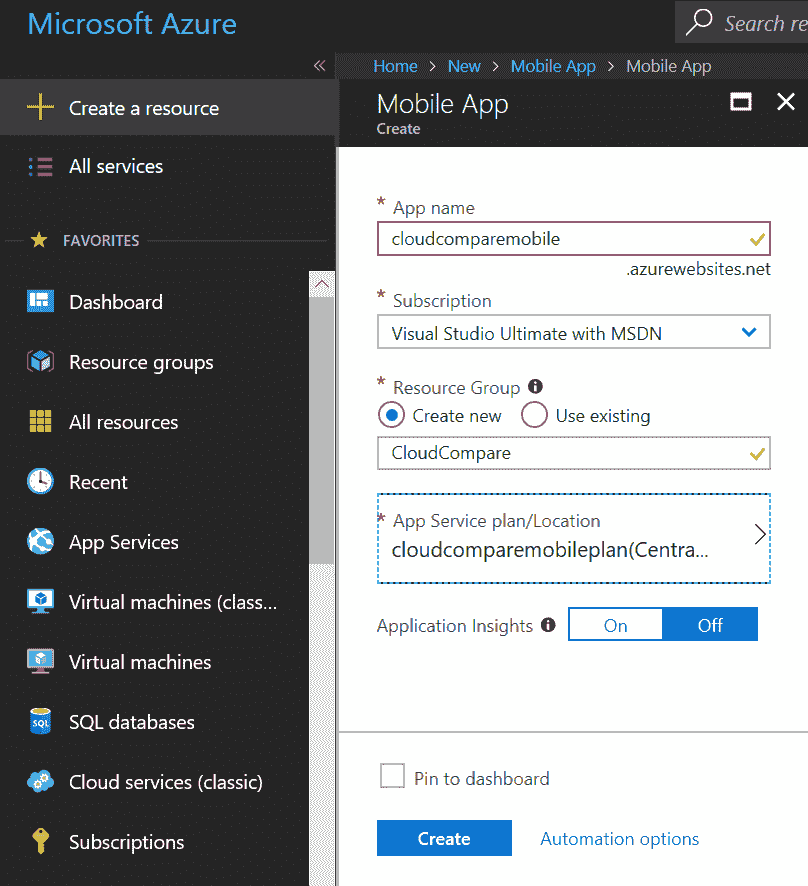 Microsoft Azure
Search re
«
Home > New > Mobile App > Mobile App
Create a resource
All services
FAVORITES
Dashboard
Resource groups
All resources
Recent
App Services
Virtual machines (class...
Virtual machines
SQL databases
Cloud services (classic)
Subscriptions
Mobile App
Create
* App name
cloudcomparemobile
.azurewebsites.net
* Subscription
Visual Studio Ultimate with MSDN
* Resource Group
Create new Use existing
CloudCompare
* App Service plan/Location
cloudcomparemobileplan(Centra...
Application Insights On Off
Pin to dashboard
Create Automation options